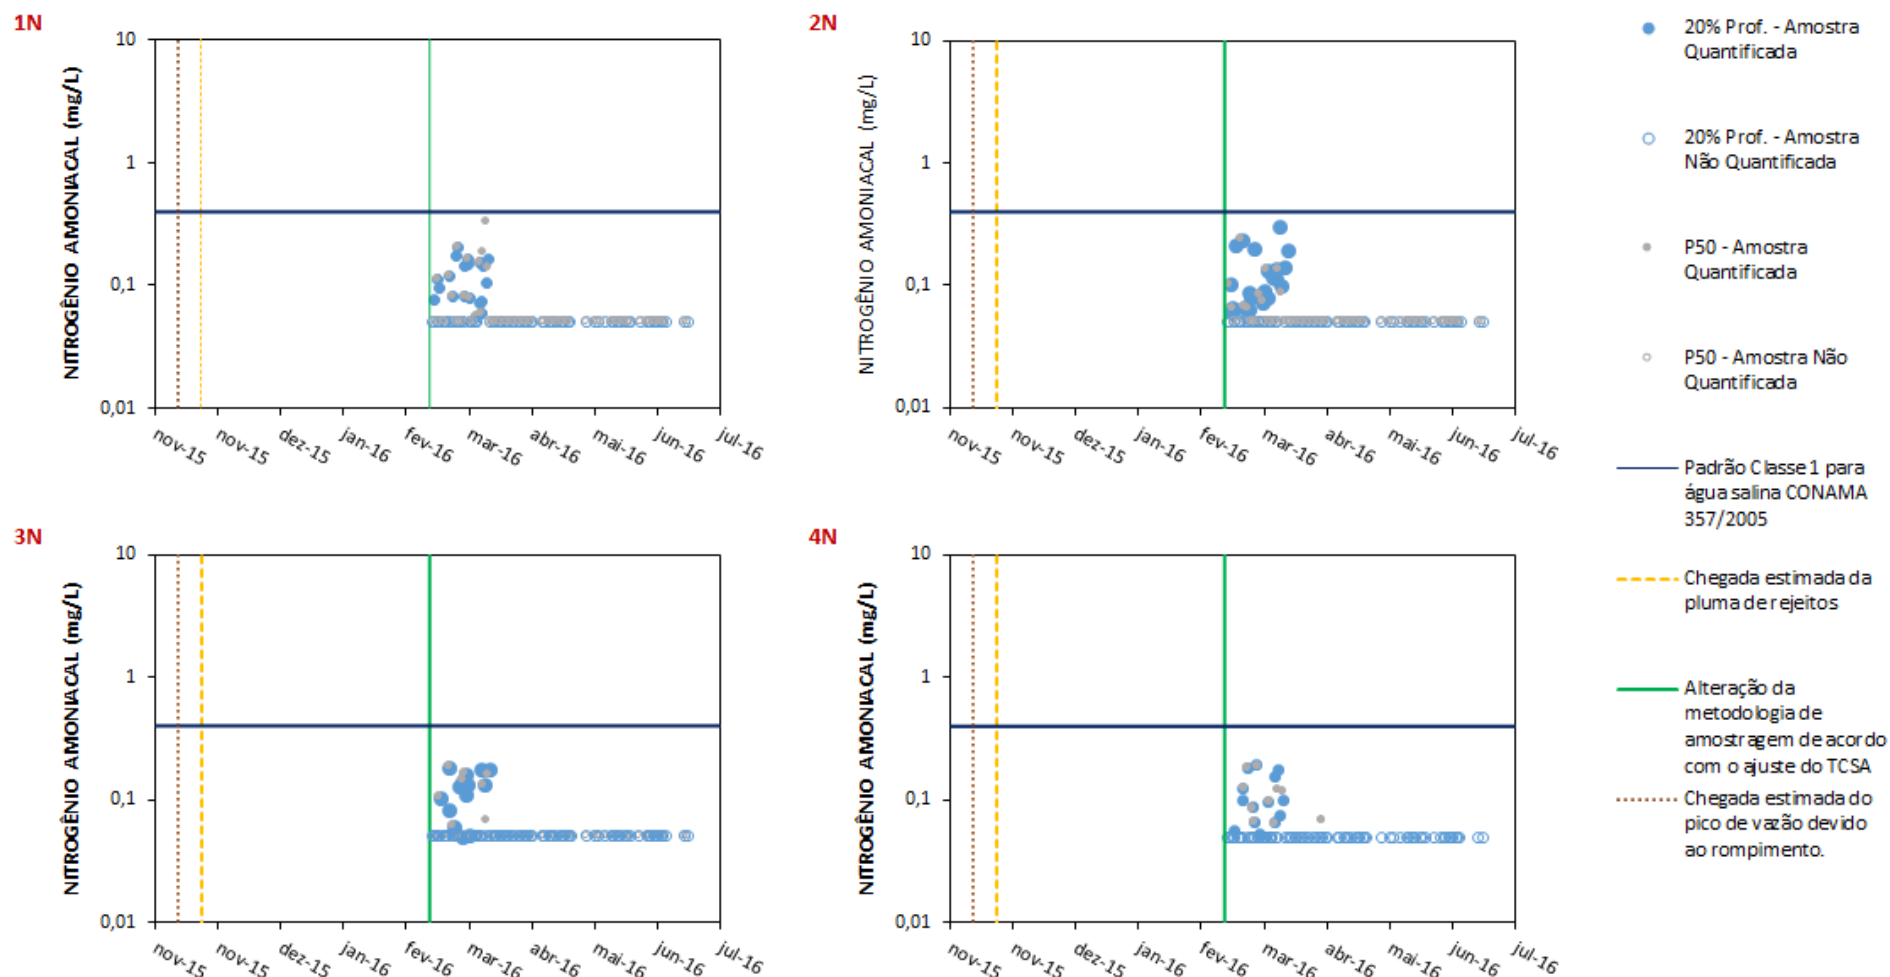 1N
NITROGÊNIO AMONIACAL (mg/L)
10
1
0,1
0,01
nov-15
nov-15
dez-15
jan-16
fev-16
mar-16
abr-16
mai-16
jun-16
jul-16
2N
NITROGÊNIO AMONIACAL (mg/L)
10
1
0,1
0,01
nov-15
nov-15
dez-15
jan-16
fev-16
mar-16
abr-16
mai-16
jun-16
jul-16
3N
NITROGÊNIO AMONIACAL (mg/L)
10
1
0,1
0,01
nov-15
nov-15
dez-15
jan-16
fev-16
mar-16
abr-16
mai-16
jun-16
jul-16
4N
NITROGÊNIO AMONIACAL (mg/L)
10
1
0,1
0,01
nov-15
nov-15
dez-15
jan-16
fev-16
mar-16
abr-16
mai-16
jun-16
jul-16
20% Prof. - Amostra
Quantificada
20% Prof. - Amostra
Não Quantificada
P50 - Amostra
Quantificada
P50 - Amostra Não
Quantificada
Padrão Classe 1 para
água salina CONAMA
357/2005
Chegada estimada da
pluma de rejeitos
Alteração da
metodologia de
amostragem de acordo
com o ajuste do TCSA
Chegada estimada do
pico de vazão devido
ao rompimento.